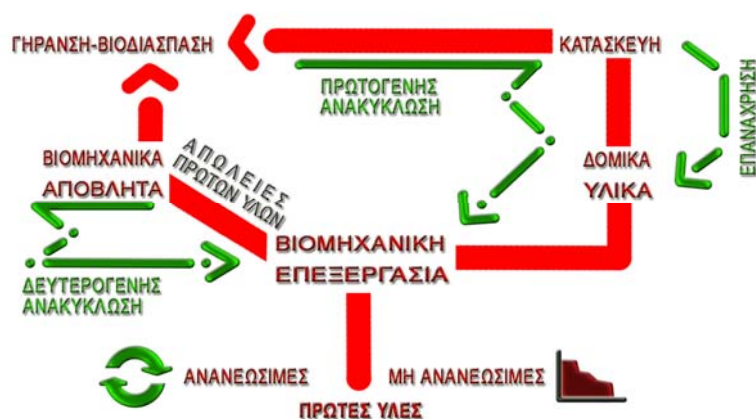 ΓΗΡΑΝΣΗ-ΒΙΟΔΙΑΣΠΑΣΗ
ΚΑΤΑΣΚΕΥΗ
ΠΡΩΤΟΓΕΝΗΣ
ΑΝΑΚΥΚΛΩΣΗ
ΕΠΑΝΑΧΡΗΣΗ
ΒΙΟΜΗΧΑΝΙΚΑ
ΑΠΟΒΛΗΤΑ
ΑΠΩΛΕΙΕΣ
ΠΡΩΤΩΝ ΥΛΩΝ
ΔΟΜΙΚΑ
ΥΛΙΚΑ
ΒΙΟΜΗΧΑΝΙΚΗ
ΕΠΕΞΕΡΓΑΣΙΑ
ΔΕΥΤΕΡΟΓΕΝΗΣ
ΑΝΑΚΥΚΛΩΣΗ
ΑΝΑΝΕΩΣΙΜΕΣ
ΜΗ ΑΝΑΝΕΩΣΙΜΕΣ
ΠΡΩΤΕΣ ΥΛΕΣ